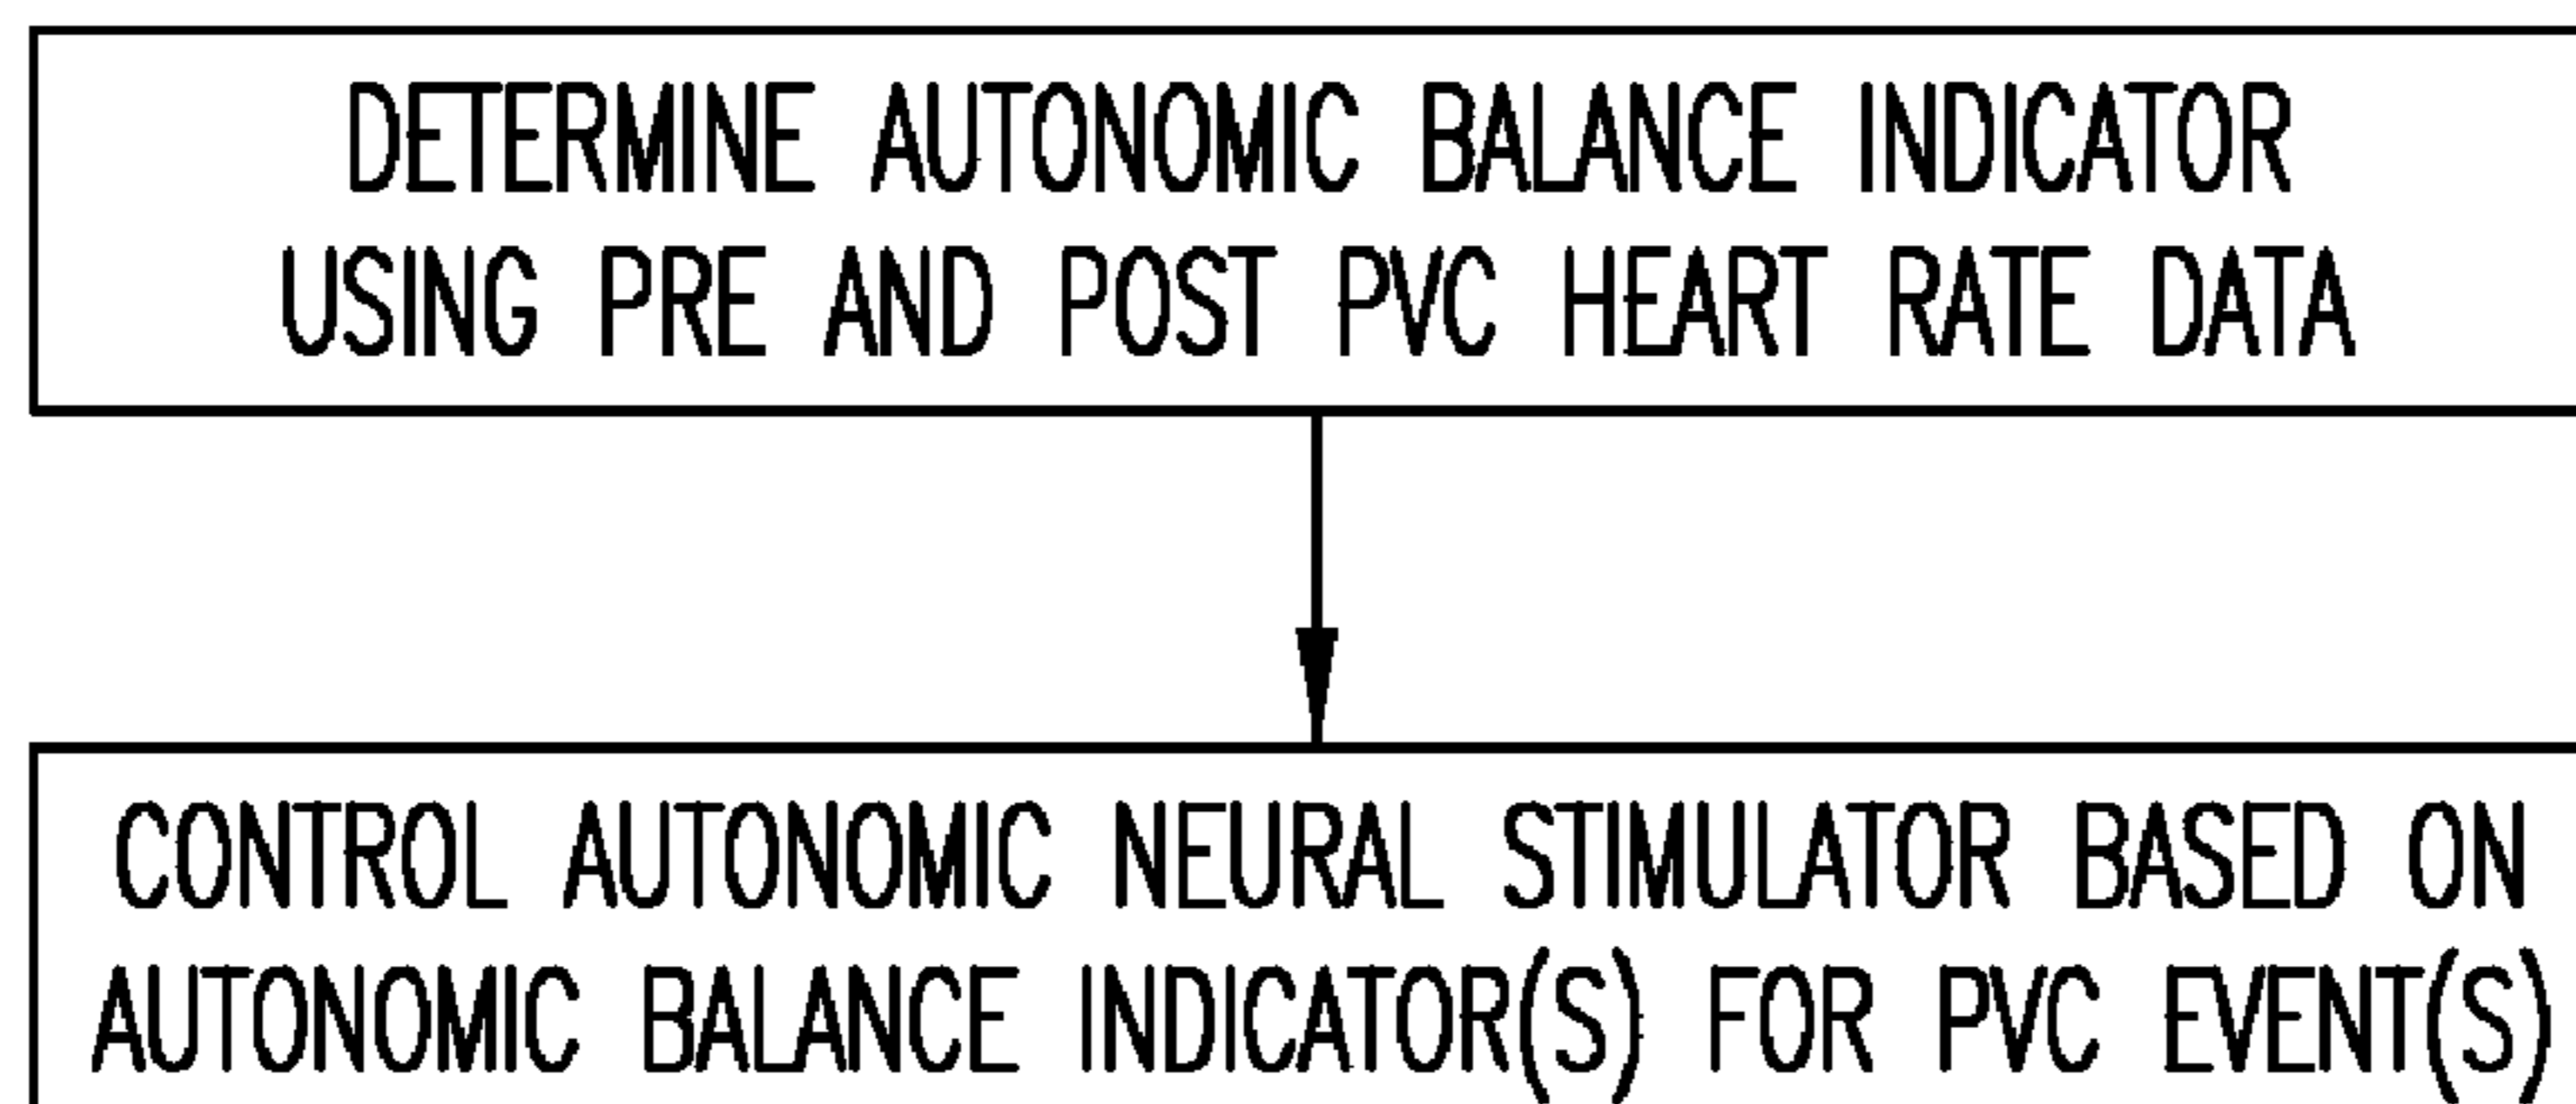 DETERMINE AUTONOMIC BALANCE INDICATOR
USING PRE AND POST PVC HEART RATE DATA
CONTROL AUTONOMIC NEURAL STIMULATOR BASED ON
AUTONOMIC BALANCE INDICATOR(S) FOR PVC EVENT(S)